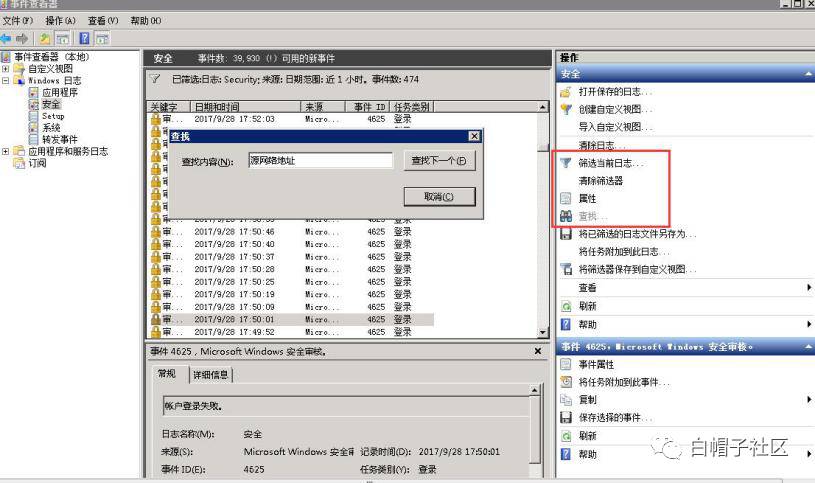 事件查看器
文件(F) 操作(A) 查看(V) 帮助(H)
事件查看器 (本地)
自定义视图
Windows 日志
应用程序
安全
Setup
系统
转发事件
应用程序和服务日志
订阅
安全 事件数: 39,930 (!) 可用的新事件
已筛选:日志: Security; 来源: 日期范围: 近 1 小时。事件数: 474
关键字 日期和时间 来源 事件 ID 任务类别
审... 2017/9/28 17:52:03 Micro... 4625 登录
查找
查找内容(N): 源网络地址 查找下一个(F)
取消(C)
审... 2017/9/28 17:50:46 Micro... 4625 登录
审... 2017/9/28 17:50:40 Micro... 4625 登录
审... 2017/9/28 17:50:37 Micro... 4625 登录
审... 2017/9/28 17:50:28 Micro... 4625 登录
审... 2017/9/28 17:50:25 Micro... 4625 登录
审... 2017/9/28 17:50:19 Micro... 4625 登录
审... 2017/9/28 17:50:09 Micro... 4625 登录
审... 2017/9/28 17:50:01 Micro... 4625 登录
审... 2017/9/28 17:49:52 Micro... 4625 登录
事件 4625,Microsoft Windows 安全审核。
常规 详细信息
帐户登录失败。
日志名称(M): 安全
来源(S): Microsoft Windows 安全审 记录时间(D): 2017/9/28 17:50:01
事件 ID(E): 4625 任务类别(Y): 登录
操作
安全
打开保存的日志...
创建自定义视图...
导入自定义视图...
清除日志...
筛选当前日志...
清除筛选器
属性
查找...
将已筛选的日志文件另存为...
将任务附加到此日志...
将筛选器保存到自定义视图...
查看
刷新
帮助
事件 4625,Microsoft Windows 安全审核。
事件属性
将任务附加到此事件...
复制
保存选择的事件...
刷新
帮助
白帽子社区